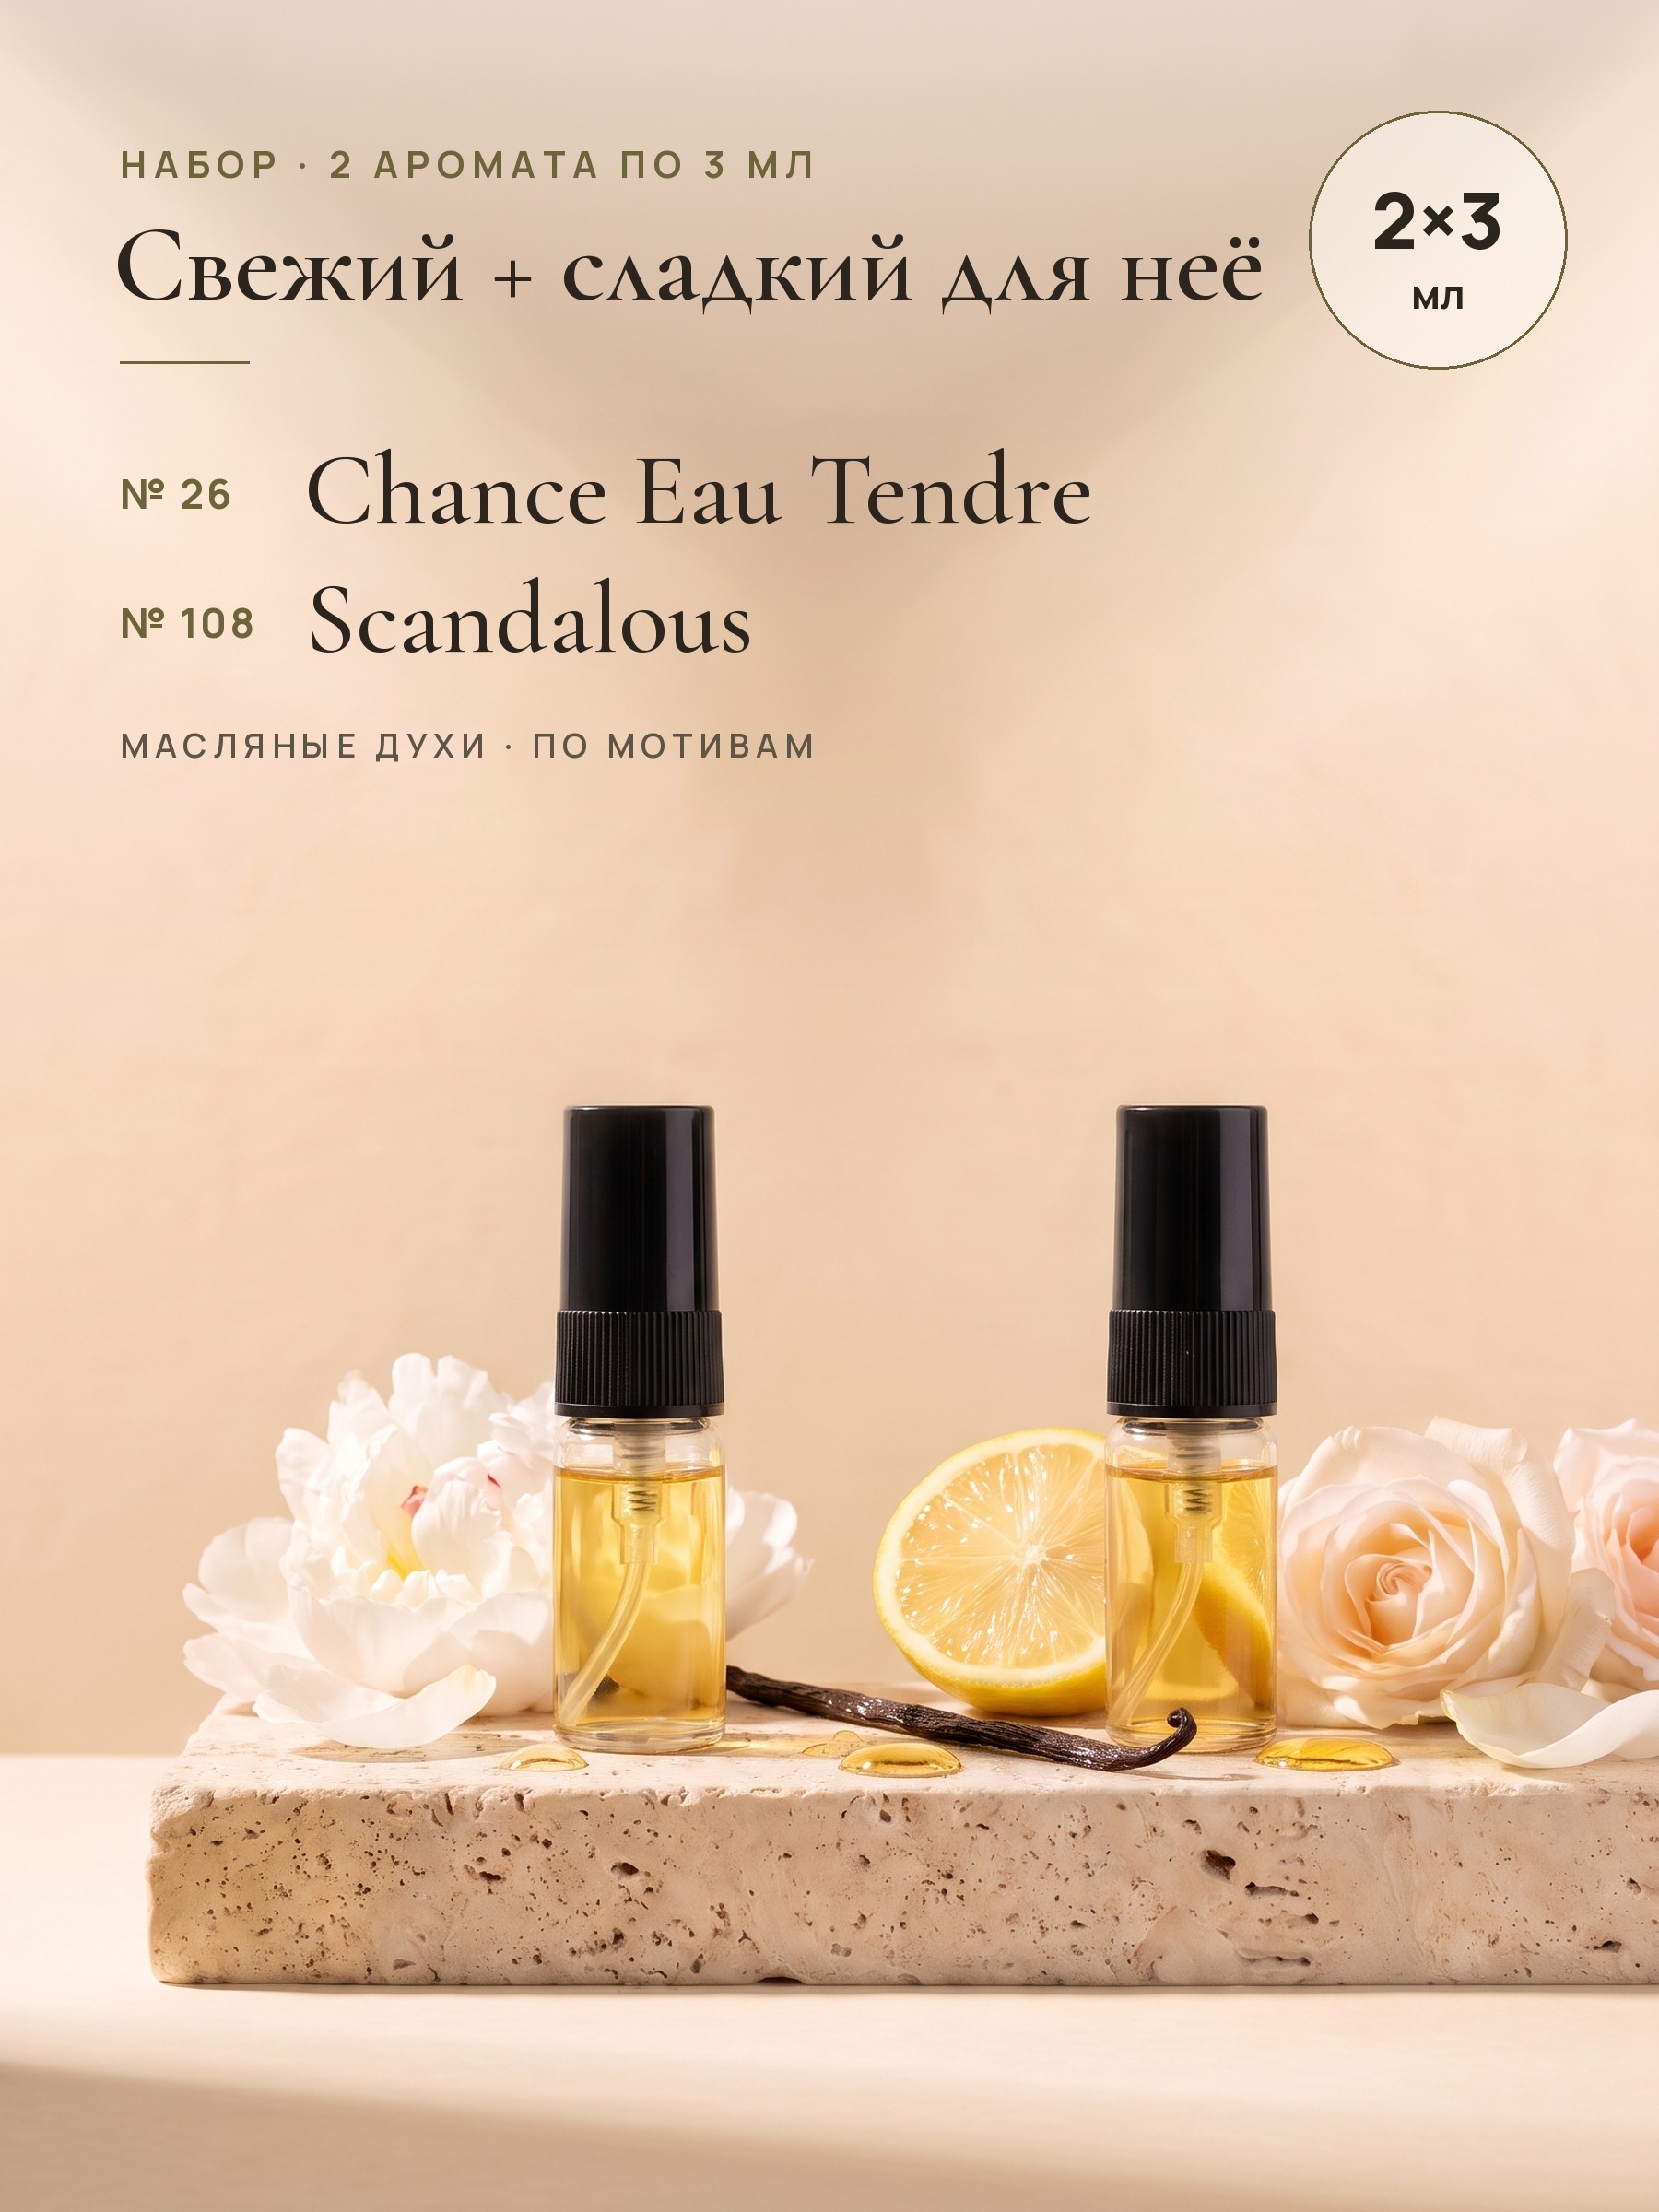 НАБОР · 2 АРОМАТА ПО 3 МЛ
Свежий + сладкий для неё
2×3
мл
№ 26 Chance Eau Tendre
№ 108 Scandalous
МАСЛЯНЫЕ ДУХИ · ПО МОТИВАМ